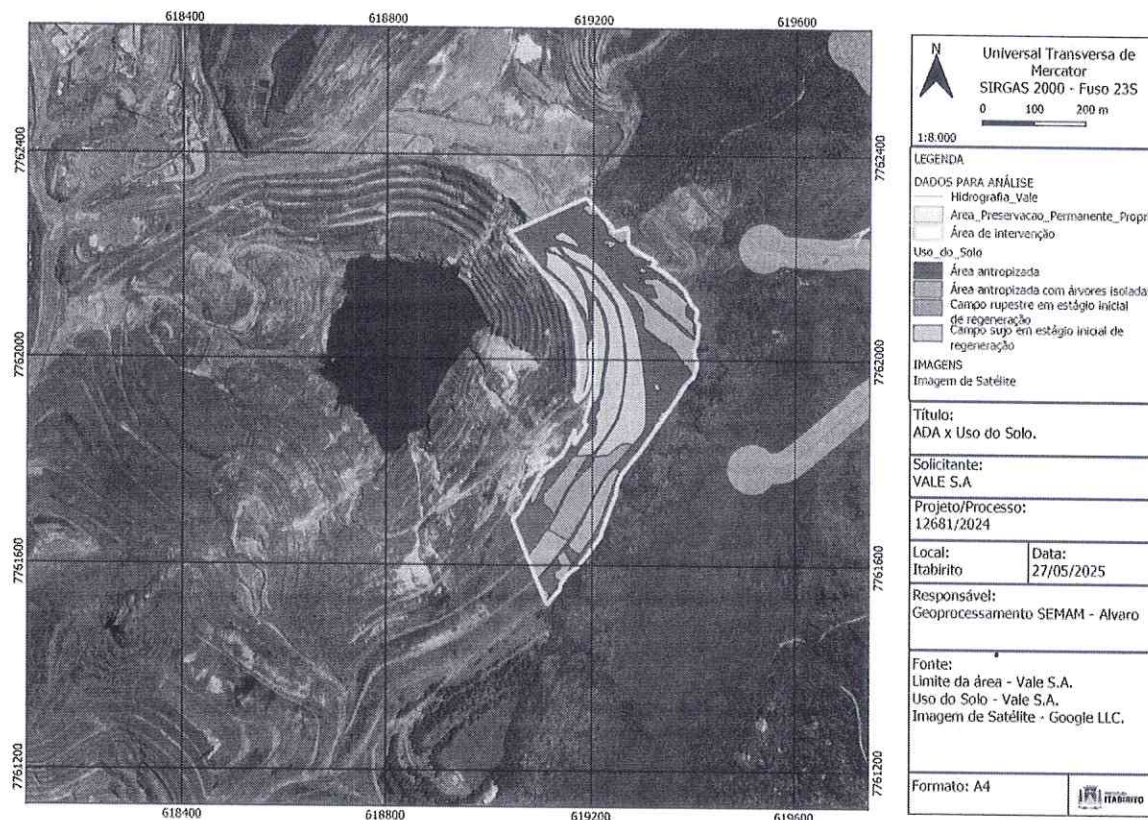 618400 618800 619200 619600
7762400 7762400
7762000 7762000
7761600 7761600
7761200 7761200
618400 618800 619200 619600
N
Universal Transversa de
Mercator
SIRGAS 2000 - Fuso 23S
0 100 200 m
1:8.000
LEGENDA
DADOS PARA ANÁLISE
Hidrografia_Vale
Area_Preservacao_Permanente_Propr
Área de intervenção
Uso_do_Solo
Área antropizada
Área antropizada com árvores isolada
Campo rupestre em estágio inicial
de regeneração
Campo sujo em estágio inicial de
regeneração
IMAGENS
Imagem de Satélite
Título:
ADA x Uso do Solo.
Solicitante:
VALE S.A
Projeto/Processo:
12681/2024
Local:
Itabirito
Data:
27/05/2025
Responsável:
Geoprocessamento SEMAM - Alvaro
Fonte:
Limite da área - Vale S.A.
Uso do Solo - Vale S.A.
Imagem de Satélite - Google LLC.
Formato: A4
ITABIRITO